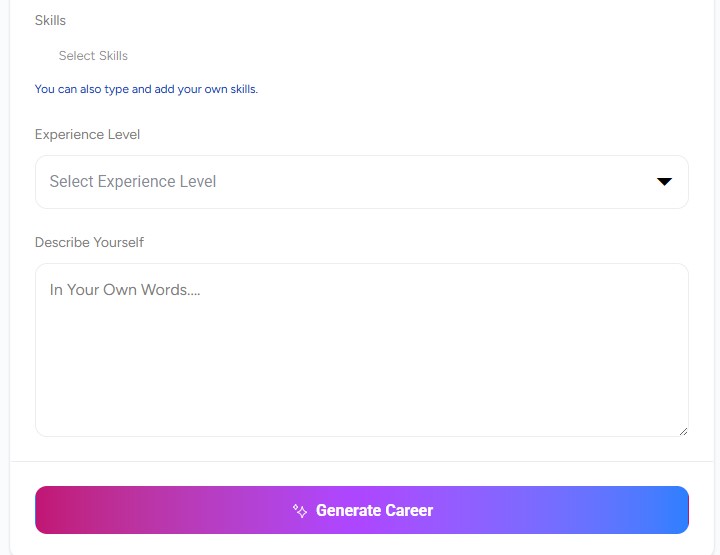 Skills
Select Skills
You can also type and add your own skills.
Experience Level
Select Experience Level
Describe Yourself
In Your Own Words....
Generate Career